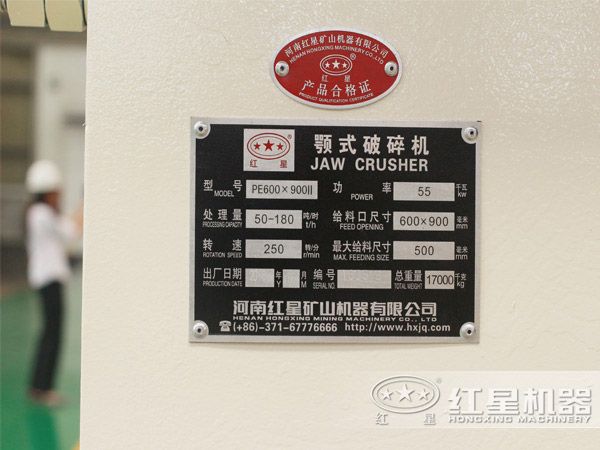 河南红星矿山机器有限公司
HENAN HONGXING MACHINERY CO.,LTD
★★★®
红 星
产品合格证
PRODUCT QUALIFICATION CERTIFICATE
★★★®
红 星
颚式破碎机
JAW CRUSHER
型 号 PE600×900II 功 率 55 千瓦
MODEL POWER kw
处理量 50-180 吨/时 给料口尺寸 600×900 毫米
PROCESSING CAPACITY t/h FEED OPENING mm
转 速 250 转/分 最大给料尺寸 500 毫米
ROTATION SPEED r/min MAX. FEEDING SIZE mm
出厂日期 年 月 编号 总重量 17000 千克
PRODUCTION DATE Y M SERIAL NO. TOTAL WEIGHT kg
河南红星矿山机器有限公司
HENAN HONGXING MINING MACHINERY CO.,LTD
☎(+86)-371-67776666 http://www.hxjq.com
★★★®
红 星
红星机器
HONGXING MACHINERY